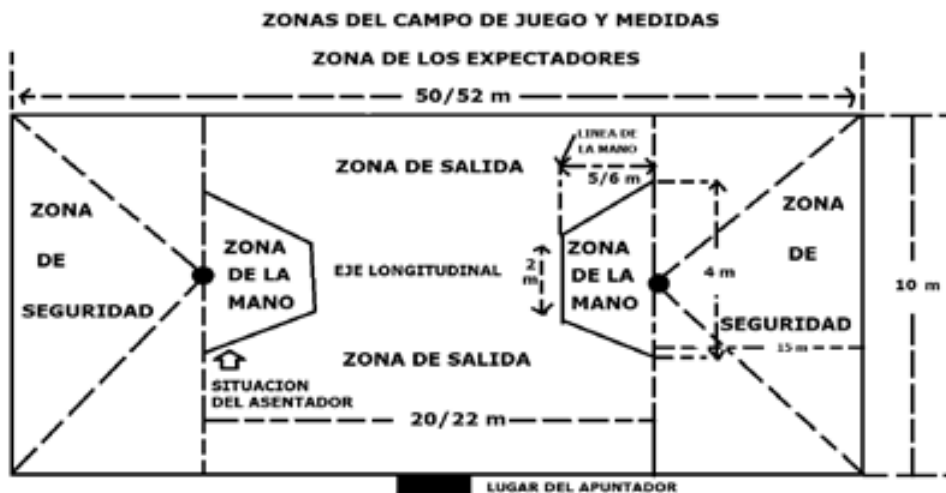 ZONAS DEL CAMPO DE JUEGO Y MEDIDAS
ZONA DE LOS EXPECTADORES
50/52 m
LINEA DE
LA MANO
5/6 m
ZONA DE SALIDA
ZONA
DE
SEGURIDAD
ZONA
DE LA
MANO
EJE LONGITUDINAL
2
m
ZONA
DE LA
MANO
4 m
ZONA
DE
SEGURIDAD
10 m
15 m
ZONA DE SALIDA
SITUACION
DEL ASENTADOR
20/22 m
LUGAR DEL APUNTADOR